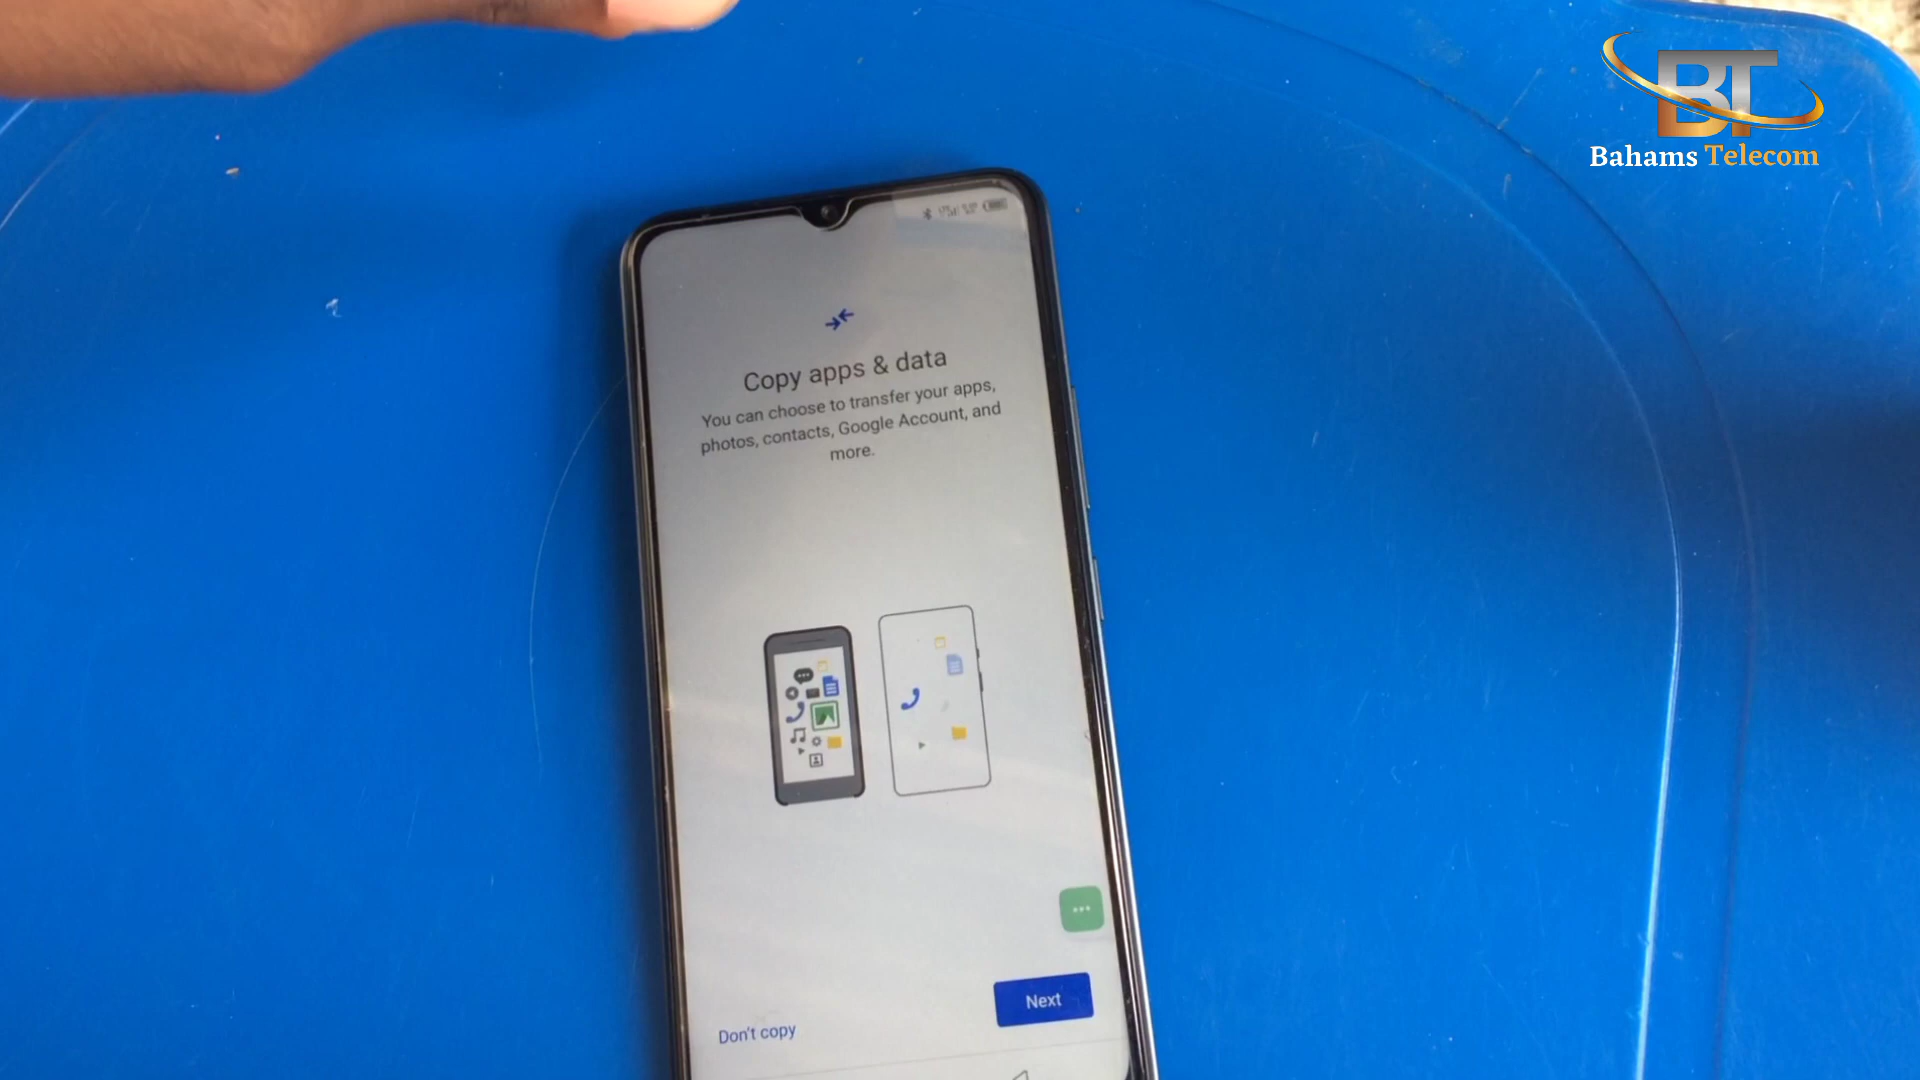 BT
Bahams Telecom
Copy apps & data
You can choose to transfer your apps,
photos, contacts, Google Account, and
more.
Next
Don't copy